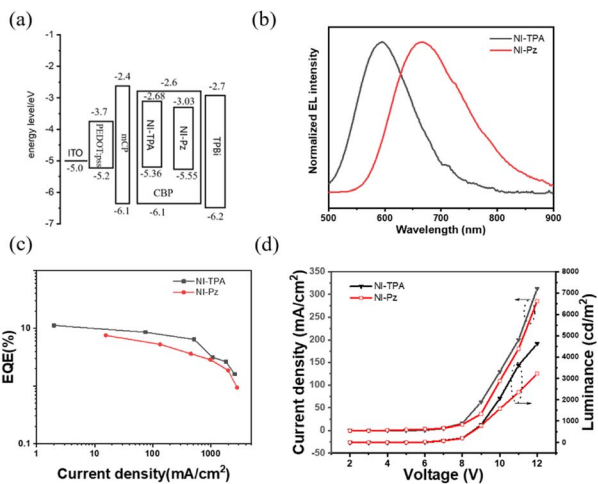 (a)
-1
-2
-3
-4
-5
-6
-7
energy level/eV
-2.4
-2.6
-2.7
-2.68
-3.03
-3.7
ITO
-5.0
PEDOT:pss
mCP
NI-TPA
NI-Pz
TPBi
-5.2
-5.36
-5.55
CBP
-6.1
-6.1
-6.2
(b)
NI-TPA
NI-Pz
Normalized EL intensity
500 600 700 800 900
Wavelength (nm)
(c)
NI-TPA
NI-Pz
EQE(%)
10
0.1
10 100 1000
Current density(mA/cm²)
(d)
NI-TPA
NI-Pz
Current density (mA/cm²)
350
300
250
200
150
100
50
0
-50
8000
7000
6000
5000
4000
3000
2000
1000
0
Luminance (cd/m²)
2 3 4 5 6 7 8 9 10 11 12
Voltage (V)